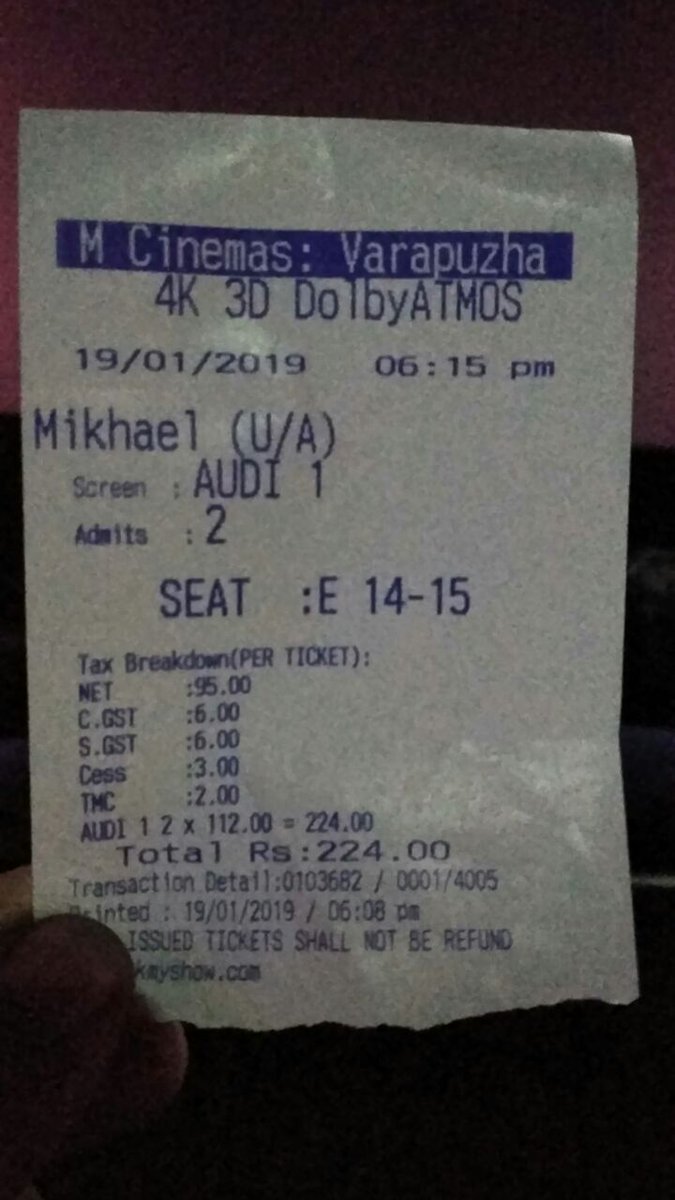 M Cinemas: Varapuzha
4K 3D DolbyATMOS
19/01/2019 06:15 pm
Mikhael (U/A)
Screen : AUDI 1
Admits : 2
SEAT :E 14-15
Tax Breakdown(PER TICKET):
NET :95.00
C.GST :6.00
S.GST :6.00
Cess :3.00
TMC :2.00
AUDI 1 2 x 112.00 = 224.00
Total Rs:224.00
Transaction Detail:0103682 / 0001/4005
Printed : 19/01/2019 / 06:08 pm
ISSUED TICKETS SHALL NOT BE REFUND
kmyshow.com